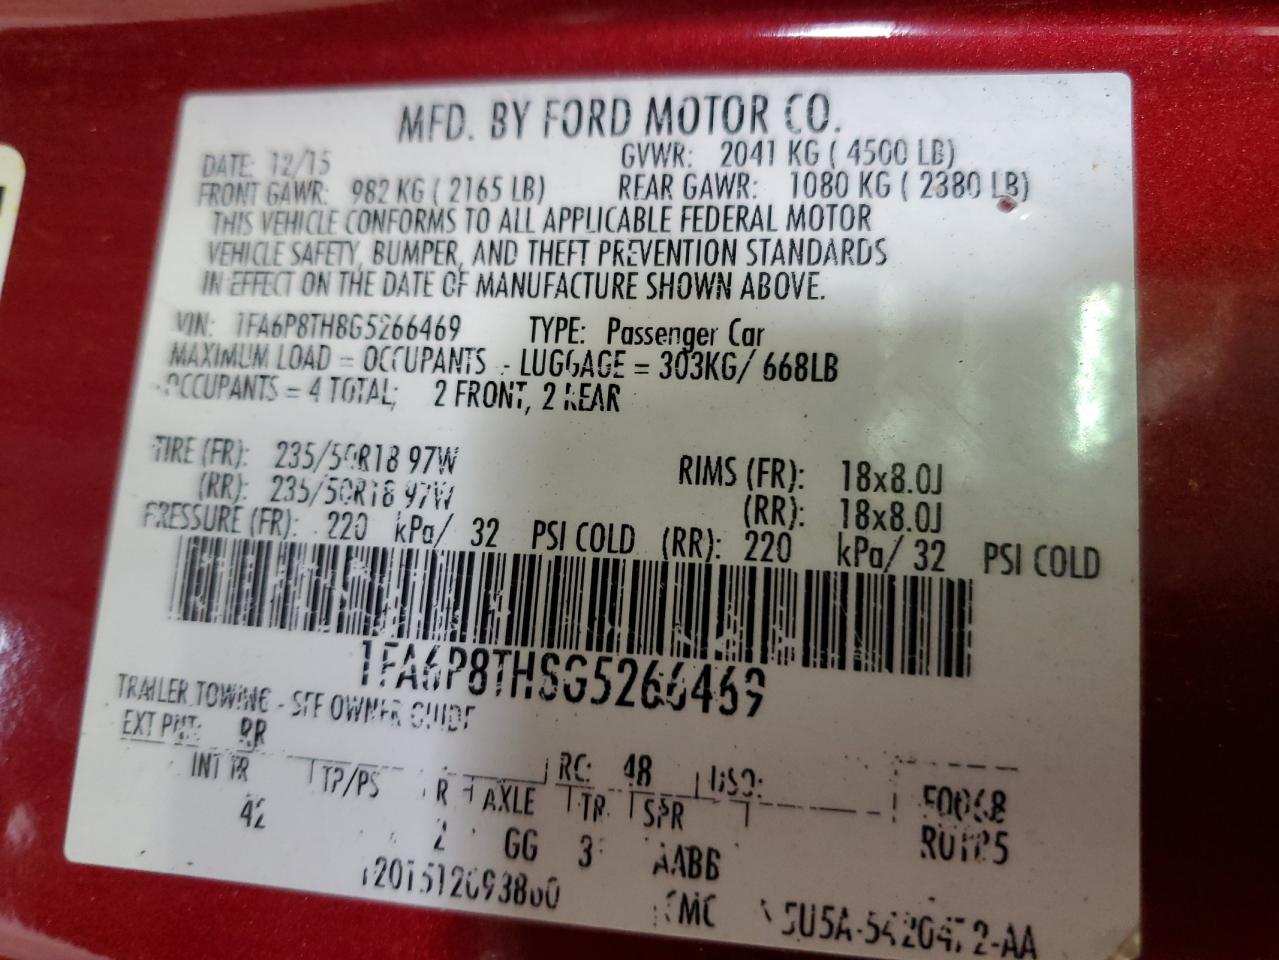 MFD. BY FORD MOTOR CO.
DATE: 12/15 GVWR: 2041 KG ( 4500 LB)
FRONT GAWR: 982 KG ( 2165 LB) REAR GAWR: 1080 KG ( 2380 LB)
THIS VEHICLE CONFORMS TO ALL APPLICABLE FEDERAL MOTOR
VEHICLE SAFETY, BUMPER, AND THEFT PREVENTION STANDARDS
IN EFFECT ON THE DATE OF MANUFACTURE SHOWN ABOVE.
VIN: 1FA6P8TH8G5266469 TYPE: Passenger Car
MAXIMUM LOAD = OCCUPANTS - LUGGAGE = 303KG/ 668LB
OCCUPANTS = 4 TOTAL; 2 FRONT, 2 REAR
TIRE (FR): 235/50R18 97W RIMS (FR): 18x8.0J
(RR): 235/50R18 97W (RR): 18x8.0J
PRESSURE (FR): 220 kPa/ 32 PSI COLD (RR): 220 kPa/ 32 PSI COLD
1FA6P8TH8G5266469
TRAILER TOWING - SEE OWNER GUIDE
EXT PNT: RR RC: 48 DSO:
INT TR TP/PS R AXLE TR SPR
42 2 GG 3 AABB